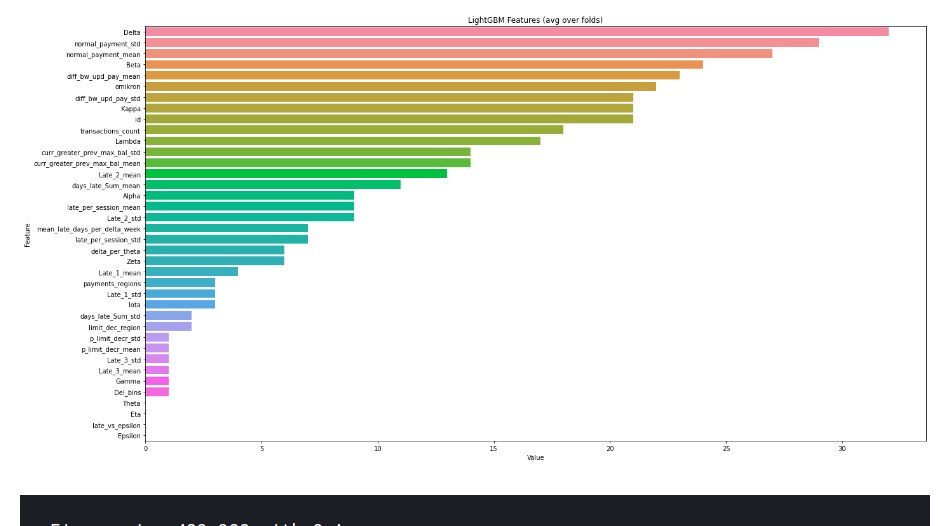 LightGBM Features (avg over folds)
Feature
Delta
normal_payment_std
normal_payment_mean
Beta
diff_bw_upd_pay_mean
omikron
diff_bw_upd_pay_std
Kappa
id
transactions_count
Lambda
curr_greater_prev_max_bal_std
curr_greater_prev_max_bal_mean
Late_2_mean
days_late_Sum_mean
Alpha
late_per_session_mean
Late_2_std
mean_late_days_per_delta_week
late_per_session_std
delta_per_theta
Zeta
Late_1_mean
payments_regions
Late_1_std
Iota
days_late_Sum_std
limit_dec_region
p_limit_decr_std
p_limit_decr_mean
Late_3_std
Late_3_mean
Gamma
Del_bins
Theta
Eta
late_vs_epsilon
Epsilon
0 5 10 15 20 25 30
Value